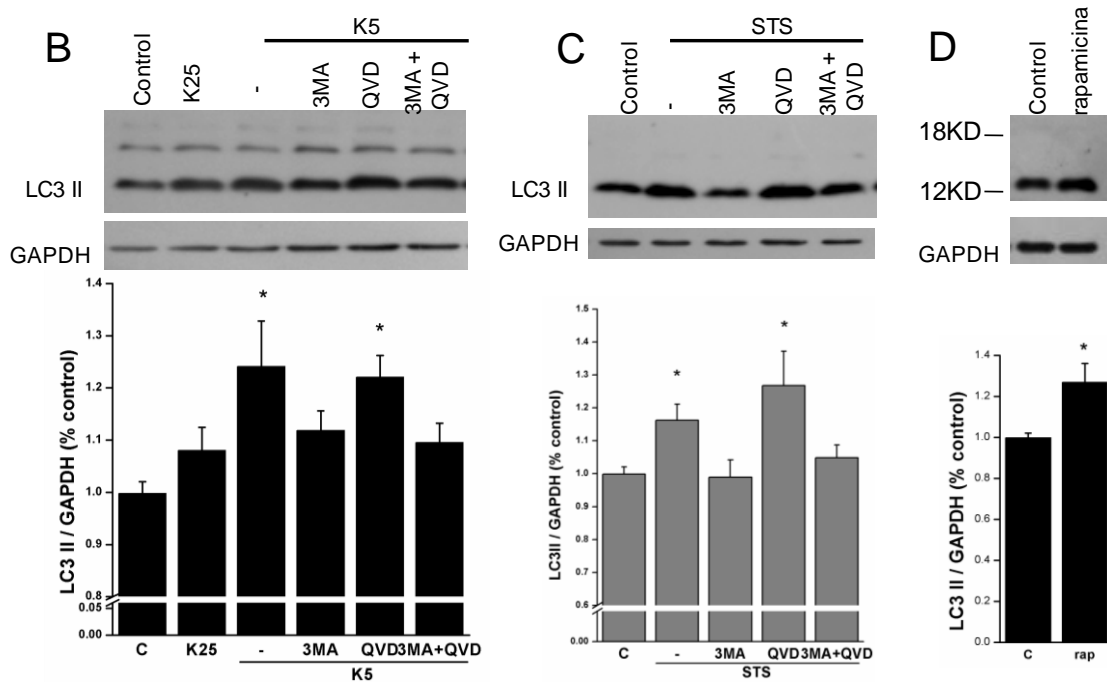 B
K5
Control
K25
-
3MA
QVD
3MA +
QVD
LC3 II
GAPDH
LC3 II / GAPDH (% control)
1.4
1.3
1.2
1.1
1.0
0.9
0.8
0.05
0.00
*
*
C K25 - 3MA QVD 3MA+QVD
K5
C
STS
Control
-
3MA
QVD
3MA +
QVD
LC3 II
GAPDH
LC3II / GAPDH (% control)
1.5
1.4
1.3
1.2
1.1
1.0
0.9
0.8
0.7
0.6
0.00
*
*
C - 3MA QVD 3MA+QVD
STS
D
Control
rapamicina
18KD
12KD
GAPDH
LC3 II / GAPDH (% control)
1.4
1.2
1.0
0.8
0.6
0.4
0.2
0.0
*
C rap